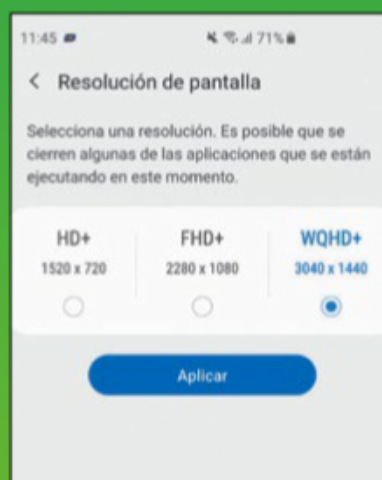 11:45 71%
< Resolución de pantalla
Selecciona una resolución. Es posible que se
cierren algunas de las aplicaciones que se están
ejecutando en este momento.
HD+ FHD+ WQHD+
1520 x 720 2280 x 1080 3040 x 1440
Aplicar